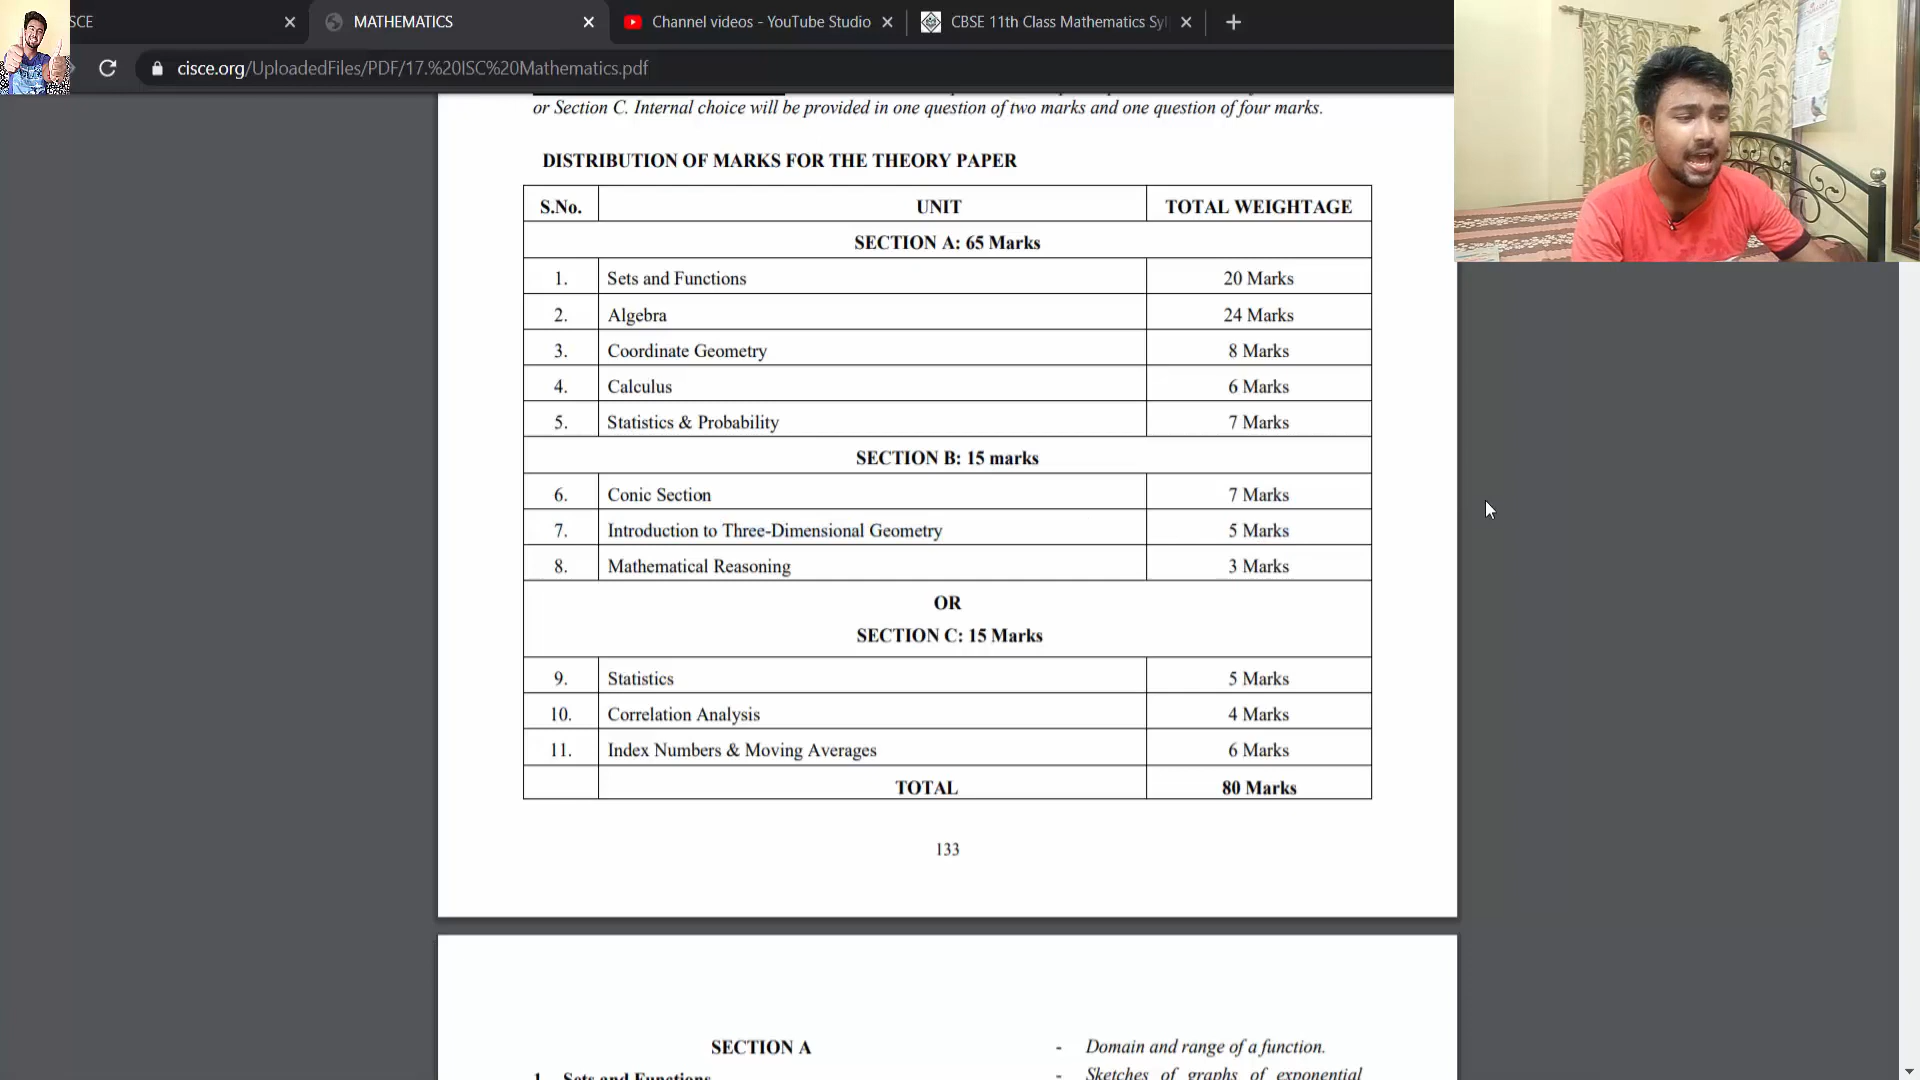 SCE
MATHEMATICS
Channel videos - YouTube Studio
CBSE 11th Class Mathematics Syl
cisce.org/UploadedFiles/PDF/17.%20ISC%20Mathematics.pdf
or Section C. Internal choice will be provided in one question of two marks and one question of four marks.
DISTRIBUTION OF MARKS FOR THE THEORY PAPER
S.No. UNIT TOTAL WEIGHTAGE
SECTION A: 65 Marks
1. Sets and Functions 20 Marks
2. Algebra 24 Marks
3. Coordinate Geometry 8 Marks
4. Calculus 6 Marks
5. Statistics & Probability 7 Marks
SECTION B: 15 marks
6. Conic Section 7 Marks
7. Introduction to Three-Dimensional Geometry 5 Marks
8. Mathematical Reasoning 3 Marks
OR
SECTION C: 15 Marks
9. Statistics 5 Marks
10. Correlation Analysis 4 Marks
11. Index Numbers & Moving Averages 6 Marks
TOTAL 80 Marks
133
SECTION A
1. Sets and Functions
- Domain and range of a function.
- Sketches of graphs of exponential